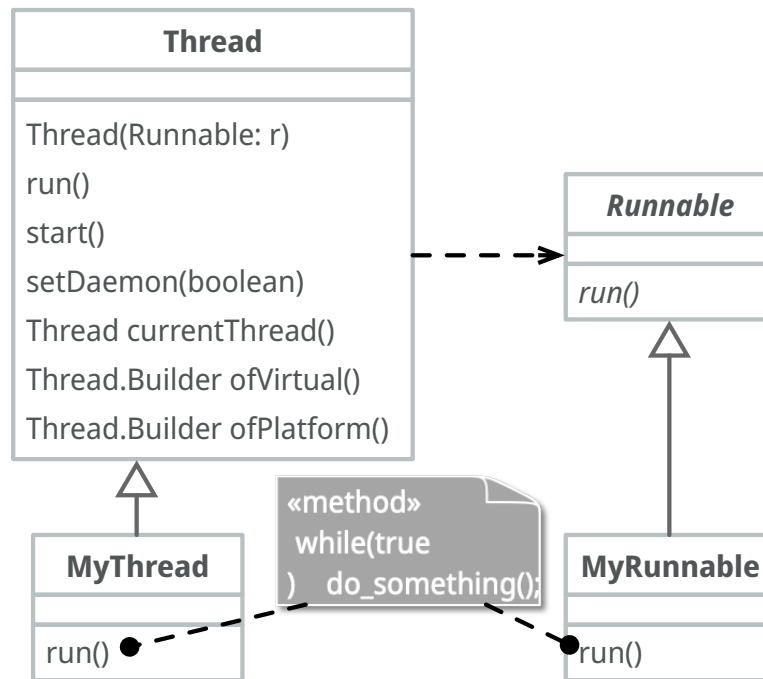 Thread
Thread(Runnable: r)
run()
start()
setDaemon(boolean)
Thread currentThread()
Thread.Builder ofVirtual()
Thread.Builder ofPlatform()
Runnable
run()
«method»
while(true
) do_something();
MyThread
run()
MyRunnable
run()